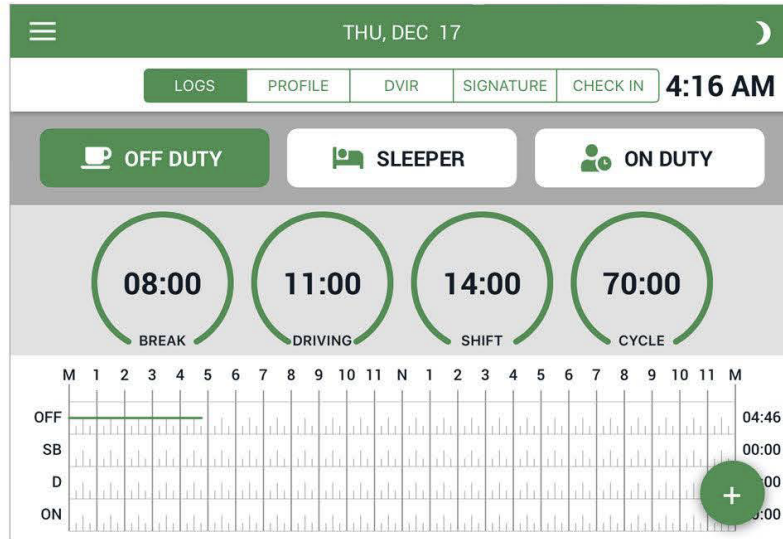 THU, DEC 17
LOGS PROFILE DVIR SIGNATURE CHECK IN 4:16 AM
OFF DUTY SLEEPER ON DUTY
08:00 11:00 14:00 70:00
BREAK DRIVING SHIFT CYCLE
M 1 2 3 4 5 6 7 8 9 10 11 N 1 2 3 4 5 6 7 8 9 10 11 M
OFF 04:46
SB 00:00
D :00
ON :00
+